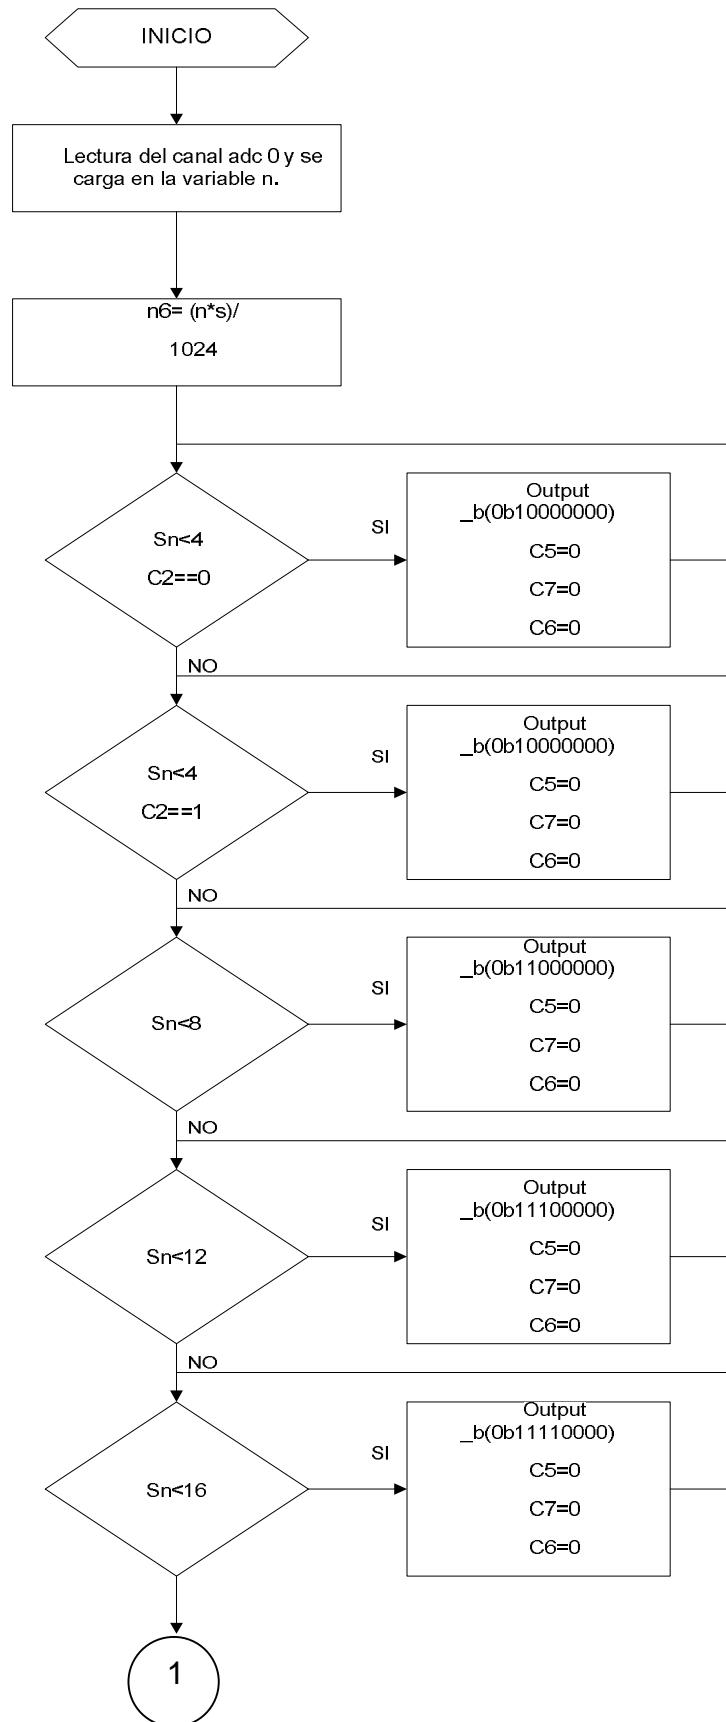 INICIO
Lectura del canal adc 0 y se
carga en la variable n.
n6= (n*s)/
1024
Sn<4
C2==0
SI
Output
_b(0b10000000)
C5=0
C7=0
C6=0
NO
Sn<4
C2==1
SI
Output
_b(0b10000000)
C5=0
C7=0
C6=0
NO
Sn<8
SI
Output
_b(0b11000000)
C5=0
C7=0
C6=0
NO
Sn<12
SI
Output
_b(0b11100000)
C5=0
C7=0
C6=0
NO
Sn<16
SI
Output
_b(0b11110000)
C5=0
C7=0
C6=0
1